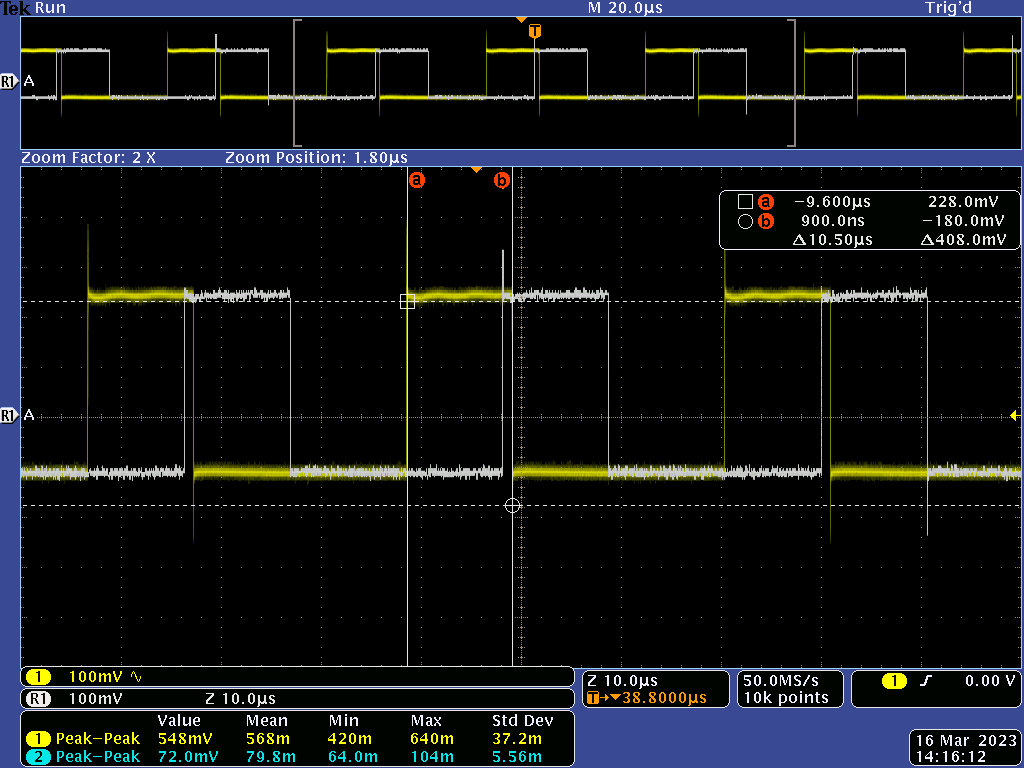 Tek Run M 20.0µs Trig'd
T
R1 A
Zoom Factor: 2 X Zoom Position: 1.80µs
a b
a −9.600µs 228.0mV
b 900.0ns −180.0mV
Δ10.50µs Δ408.0mV
R1 A
1 100mV ∿
R1 100mV Z 10.0µs
Z 10.0µs
T→▼38.8000µs
50.0MS/s
10k points
1 0.00 V
Value Mean Min Max Std Dev
1 Peak−Peak 548mV 568m 420m 640m 37.2m
2 Peak−Peak 72.0mV 79.8m 64.0m 104m 5.56m
16 Mar 2023
14:16:12